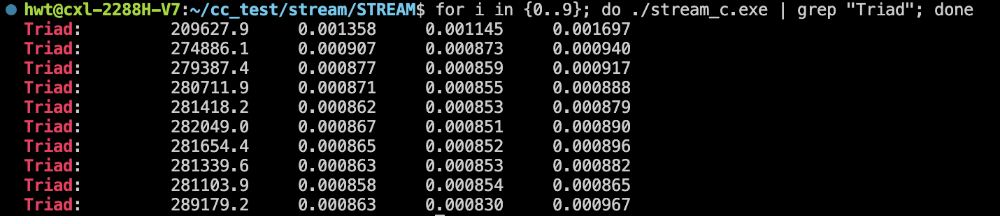 hwt@cxl-2288H-V7:~/cc_test/stream/STREAM$ for i in {0..9}; do ./stream_c.exe | grep "Triad"; done
Triad: 209627.9 0.001358 0.001145 0.001697
Triad: 274886.1 0.000907 0.000873 0.000940
Triad: 279387.4 0.000877 0.000859 0.000917
Triad: 280711.9 0.000871 0.000855 0.000888
Triad: 281418.2 0.000862 0.000853 0.000879
Triad: 282049.0 0.000867 0.000851 0.000890
Triad: 281654.4 0.000865 0.000852 0.000896
Triad: 281339.6 0.000863 0.000853 0.000882
Triad: 281103.9 0.000858 0.000854 0.000865
Triad: 289179.2 0.000863 0.000830 0.000967